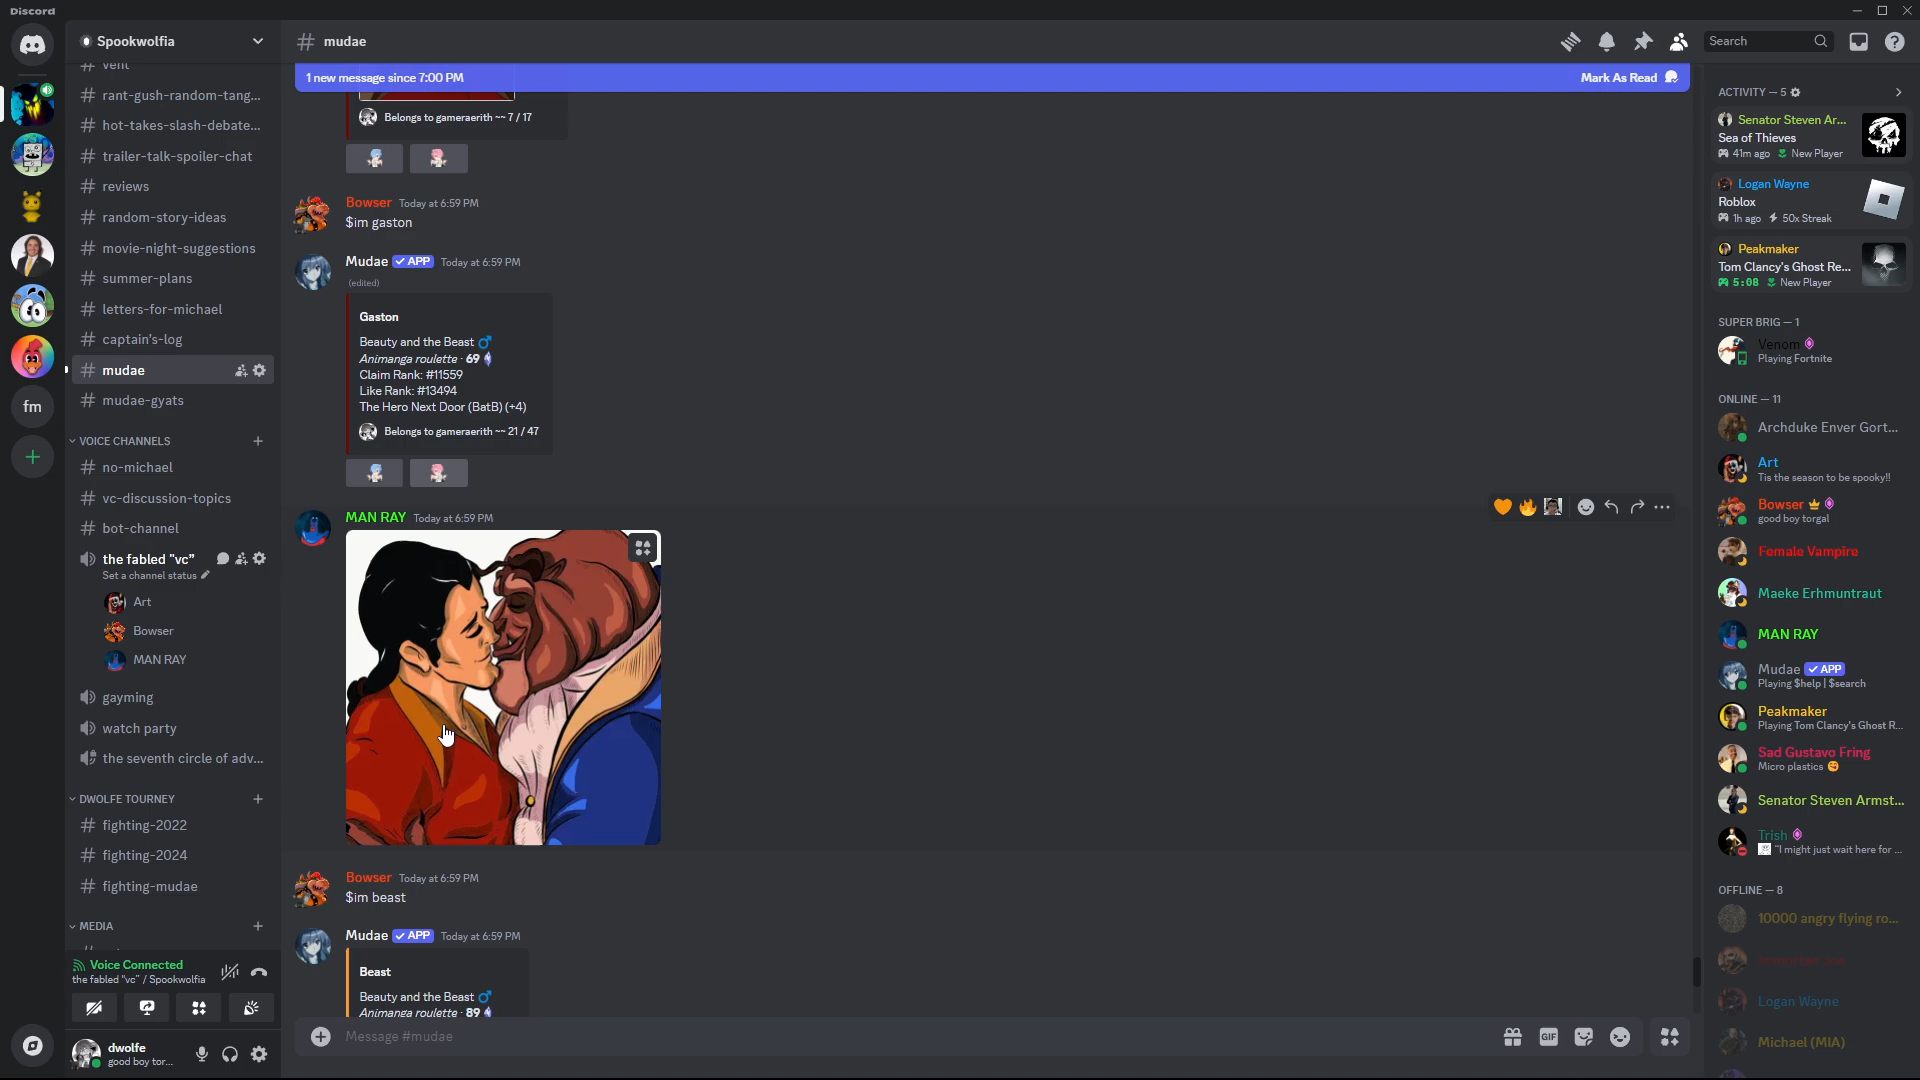 Discord
Spookwolfia
vent
rant-gush-random-tang...
hot-takes-slash-debate...
trailer-talk-spoiler-chat
reviews
random-story-ideas
movie-night-suggestions
summer-plans
letters-for-michael
captain's-log
mudae
mudae-gyats
fm
VOICE CHANNELS
no-michael
vc-discussion-topics
bot-channel
the fabled "vc"
Set a channel status
Art
Bowser
MAN RAY
gayming
watch party
the seventh circle of adv...
DWOLFE TOURNEY
fighting-2022
fighting-2024
fighting-mudae
MEDIA
Voice Connected
the fabled "vc" / Spookwolfia
dwolfe
good boy tor...
# mudae
Search
1 new message since 7:00 PM
Mark As Read
Belongs to gameraerith ~~ 7 / 17
Bowser Today at 6:59 PM
$im gaston
Mudae APP Today at 6:59 PM
(edited)
Gaston
Beauty and the Beast
Animanga roulette · 69
Claim Rank: #11559
Like Rank: #13494
The Hero Next Door (BatB) (+4)
Belongs to gameraerith ~~ 21 / 47
MAN RAY Today at 6:59 PM
Bowser Today at 6:59 PM
$im beast
Mudae APP Today at 6:59 PM
Beast
Beauty and the Beast
Animanga roulette · 89
Message #mudae
GIF
ACTIVITY — 5
Senator Steven Ar...
Sea of Thieves
41m ago New Player
Logan Wayne
Roblox
1h ago 50x Streak
Peakmaker
Tom Clancy's Ghost Re...
5:08 New Player
SUPER BRIG — 1
Venom
Playing Fortnite
ONLINE — 11
Archduke Enver Gort...
Art
Tis the season to be spooky!!
Bowser
good boy torgal
Female Vampire
Maeke Erhmuntraut
MAN RAY
Mudae APP
Playing $help | $search
Peakmaker
Playing Tom Clancy's Ghost R...
Sad Gustavo Fring
Micro plastics
Senator Steven Armst...
Trish
"I might just wait here for ...
OFFLINE — 8
10000 angry flying ro...
Logan Wayne
Michael (MIA)